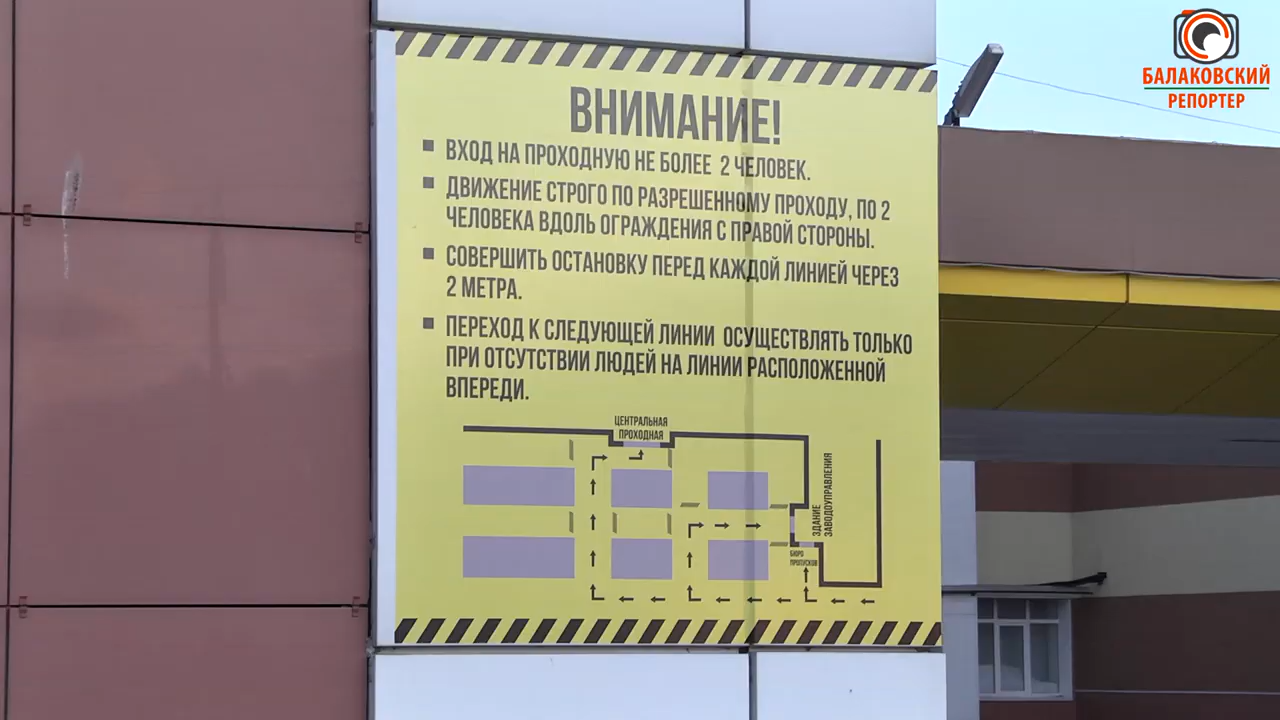 БАЛАКОВСКИЙ
РЕПОРТЕР
ВНИМАНИЕ!
▪ ВХОД НА ПРОХОДНУЮ НЕ БОЛЕЕ 2 ЧЕЛОВЕК.
▪ ДВИЖЕНИЕ СТРОГО ПО РАЗРЕШЕННОМУ ПРОХОДУ, ПО 2
ЧЕЛОВЕКА ВДОЛЬ ОГРАЖДЕНИЯ С ПРАВОЙ СТОРОНЫ.
▪ СОВЕРШИТЬ ОСТАНОВКУ ПЕРЕД КАЖДОЙ ЛИНИЕЙ ЧЕРЕЗ
2 МЕТРА.
▪ ПЕРЕХОД К СЛЕДУЮЩЕЙ ЛИНИИ ОСУЩЕСТВЛЯТЬ ТОЛЬКО
ПРИ ОТСУТСТВИИ ЛЮДЕЙ НА ЛИНИИ РАСПОЛОЖЕННОЙ
ВПЕРЕДИ.
ЦЕНТРАЛЬНАЯ
ПРОХОДНАЯ
ЗДАНИЕ
ЗАВОДОУПРАВЛЕНИЯ
БЮРО
ПРОПУСКОВ